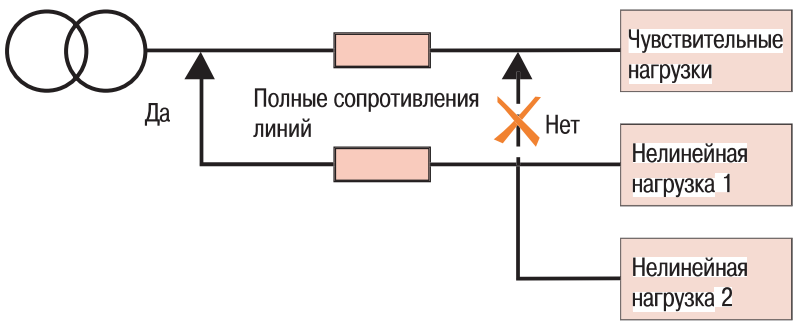 Чувствительные
нагрузки
Да
Полные сопротивления
линий
Нет
Нелинейная
нагрузка 1
Нелинейная
нагрузка 2